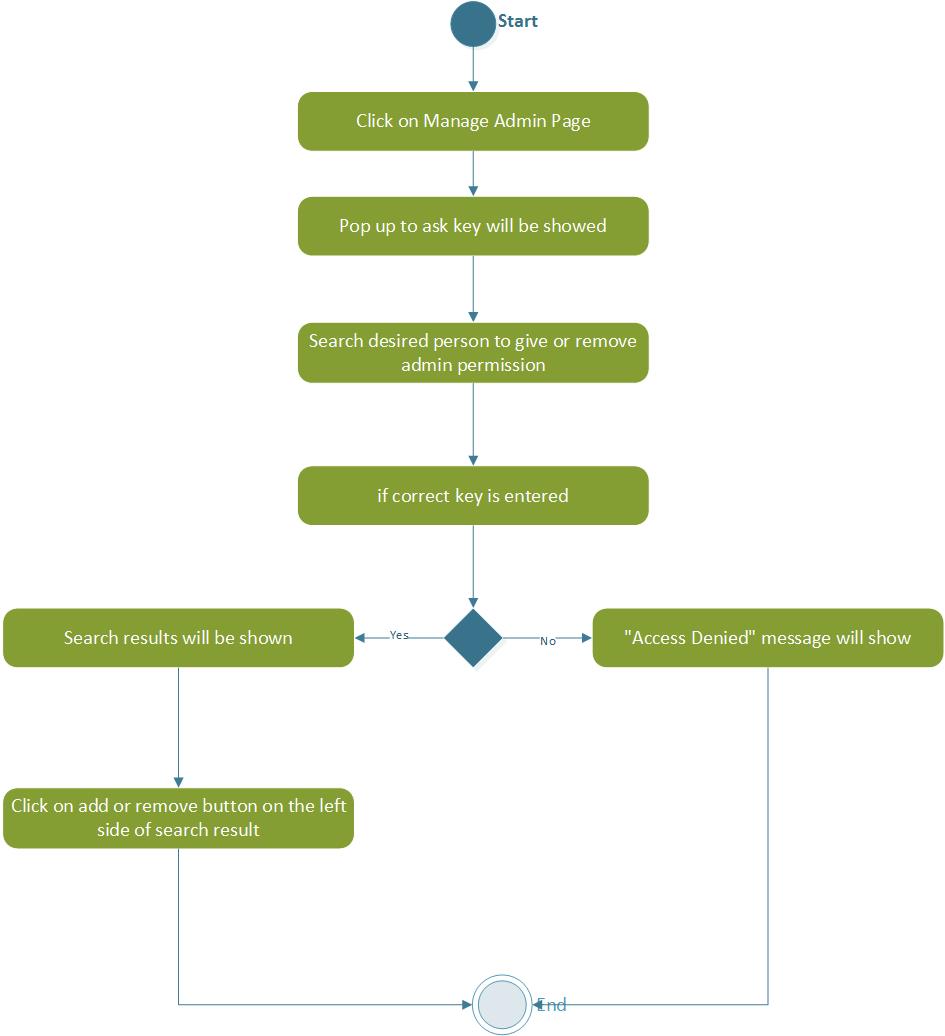 Start
Click on Manage Admin Page
Pop up to ask key will be showed
Search desired person to give or remove
admin permission
if correct key is entered
Search results will be shown
Yes
No
"Access Denied" message will show
Click on add or remove button on the left
side of search result
End